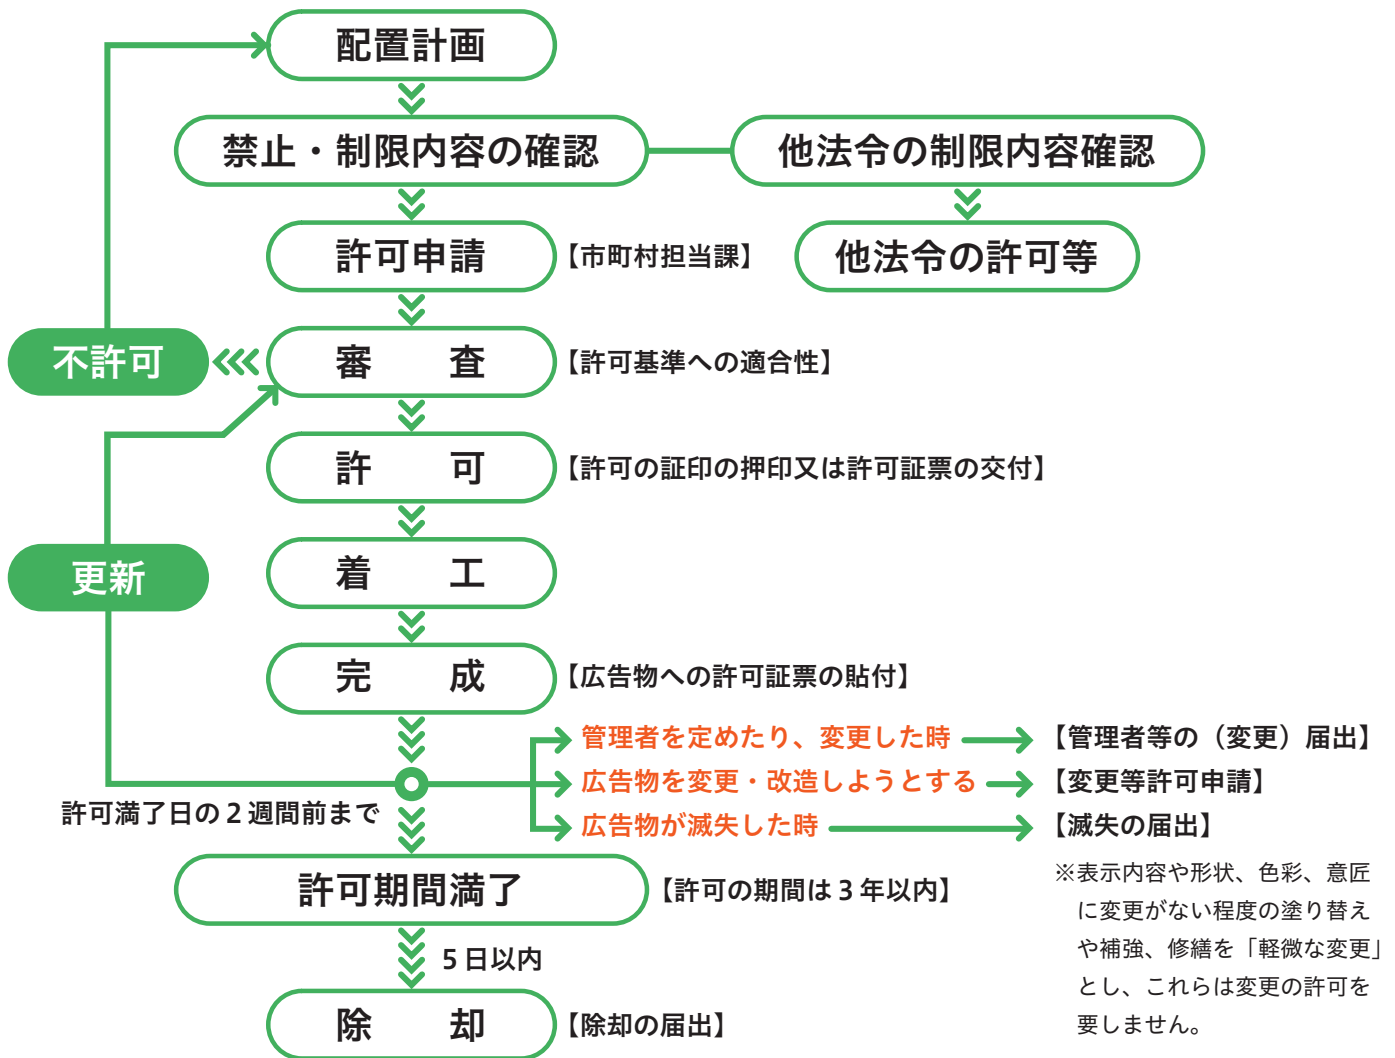 配置計画
禁止・制限内容の確認
他法令の制限内容確認
許可申請
【市町村担当課】
他法令の許可等
不許可
審　　査
【許可基準への適合性】
許　　可
【許可の証印の押印又は許可証票の交付】
更新
着　　工
完　　成
【広告物への許可証票の貼付】
管理者を定めたり、変更した時
【管理者等の（変更）届出】
広告物を変更・改造しようとする
【変更等許可申請】
広告物が滅失した時
【滅失の届出】
許可満了日の２週間前まで
許可期間満了
【許可の期間は３年以内】
※表示内容や形状、色彩、意匠
に変更がない程度の塗り替え
や補強、修繕を「軽微な変更」
とし、これらは変更の許可を
要しません。
５日以内
除　　却
【除却の届出】